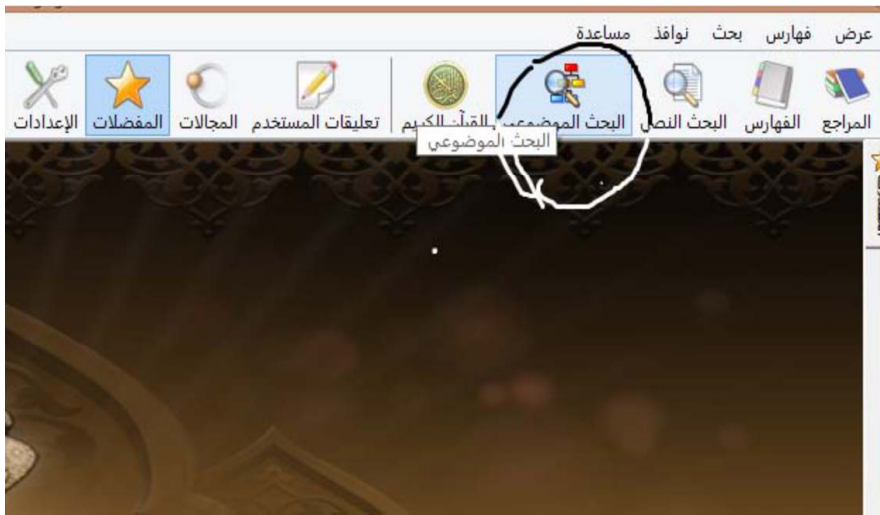 عرض فهارس بحث نوافذ مساعدة
المراجع الفهارس البحث النصي البحث الموضوعي القرآن الكريم تعليقات المستخدم المجالات المفضلات الإعدادات
البحث الموضوعي